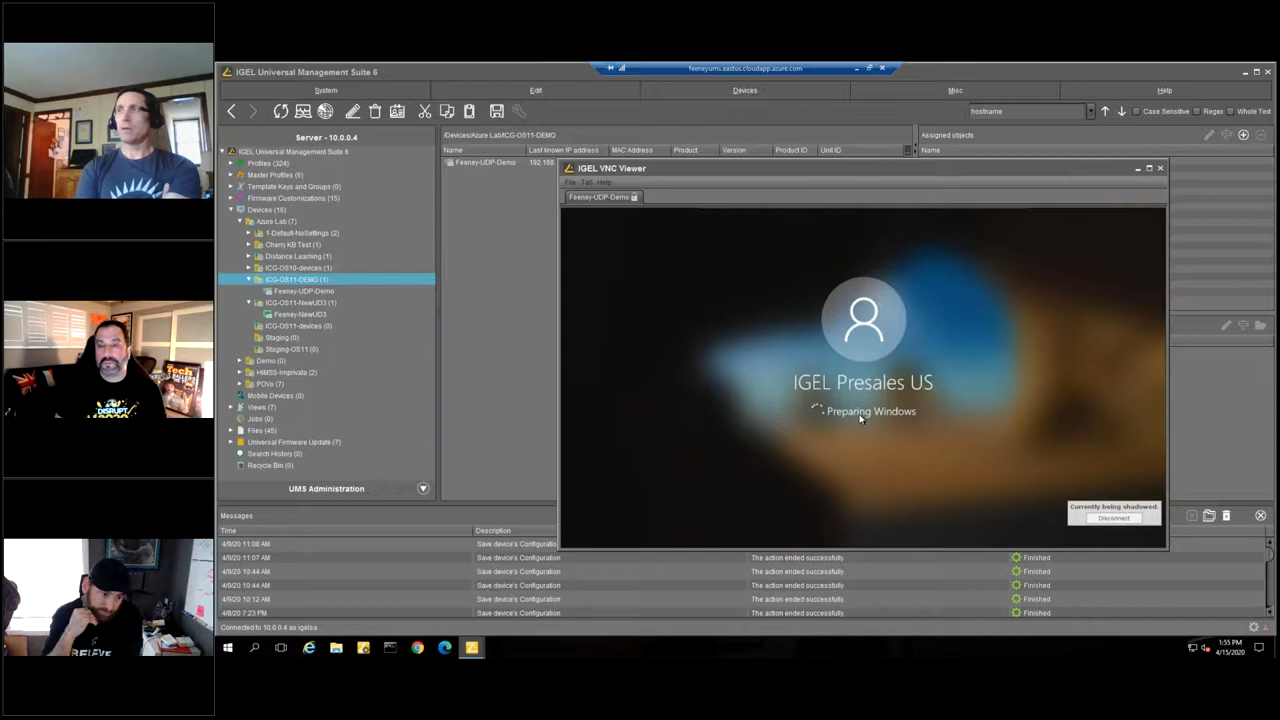 IGEL Universal Management Suite 6
feeneyums.eastus.cloudapp.azure.com
System Edit Devices Misc Help
hostname Case Sensitive Regex Whole Text
Server - 10.0.0.4
/Devices/Azure Lab/ICG-OS11-DEMO
Assigned objects
Name Last known IP address MAC Address Product Version Product ID Unit ID
Name
Feeney-UDP-Demo 192.168
IGEL-Universal Management Suite 6
Profiles (324)
Master Profiles (6)
Template Keys and Groups (0)
Firmware Customizations (15)
Devices (16)
Azure Lab (7)
1-Default-NoSettings (2)
Cherry KB Test (1)
Distance Learning (1)
ICG-OS10-devices (1)
ICG-OS11-DEMO (1)
Feeney-UDP-Demo
ICG-OS11-NewUD3 (1)
Feeney-NewUD3
ICG-OS11-devices (0)
Staging (0)
Staging-OS11 (0)
Demo (0)
HIMSS-Imprivata (2)
POVs (7)
Mobile Devices (0)
Views (7)
Jobs (0)
Files (45)
Universal Firmware Update (7)
Search History (0)
Recycle Bin (0)
UMS Administration
IGEL VNC Viewer
File Tab Help
Feeney-UDP-Demo
IGEL Presales US
Preparing Windows
Currently being shadowed.
Disconnect
Messages
Time Description
4/9/20 11:08 AM Save device's Configuration
4/9/20 11:07 AM Save device's Configuration The action ended successfully. Finished
4/9/20 10:44 AM Save device's Configuration The action ended successfully. Finished
4/9/20 10:44 AM Save device's Configuration The action ended successfully. Finished
4/9/20 10:12 AM Save device's Configuration The action ended successfully. Finished
4/8/20 7:23 PM Save device's Configuration The action ended successfully. Finished
Connected to 10.0.0.4 as igelsa
1:55 PM
4/15/2020
DISRUPT
Tech